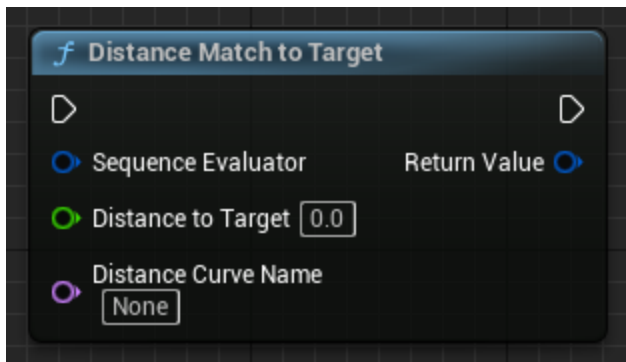 f Distance Match to Target
Sequence Evaluator
Return Value
Distance to Target 0.0
Distance Curve Name
None